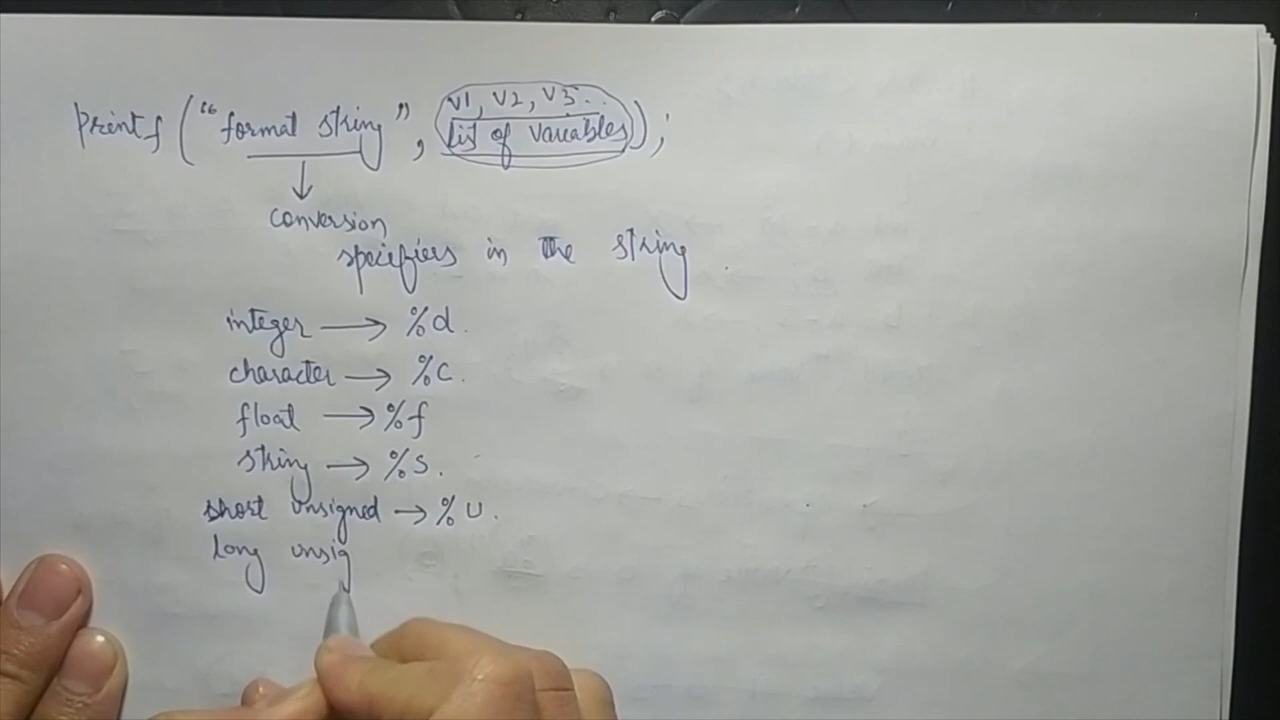 v1, v2, v3...
printf ("format string", list of variables);
conversion
specifiers in the string
integer → %d.
character → %c.
float → %f
string → %s.
short unsigned → %u.
long unsig